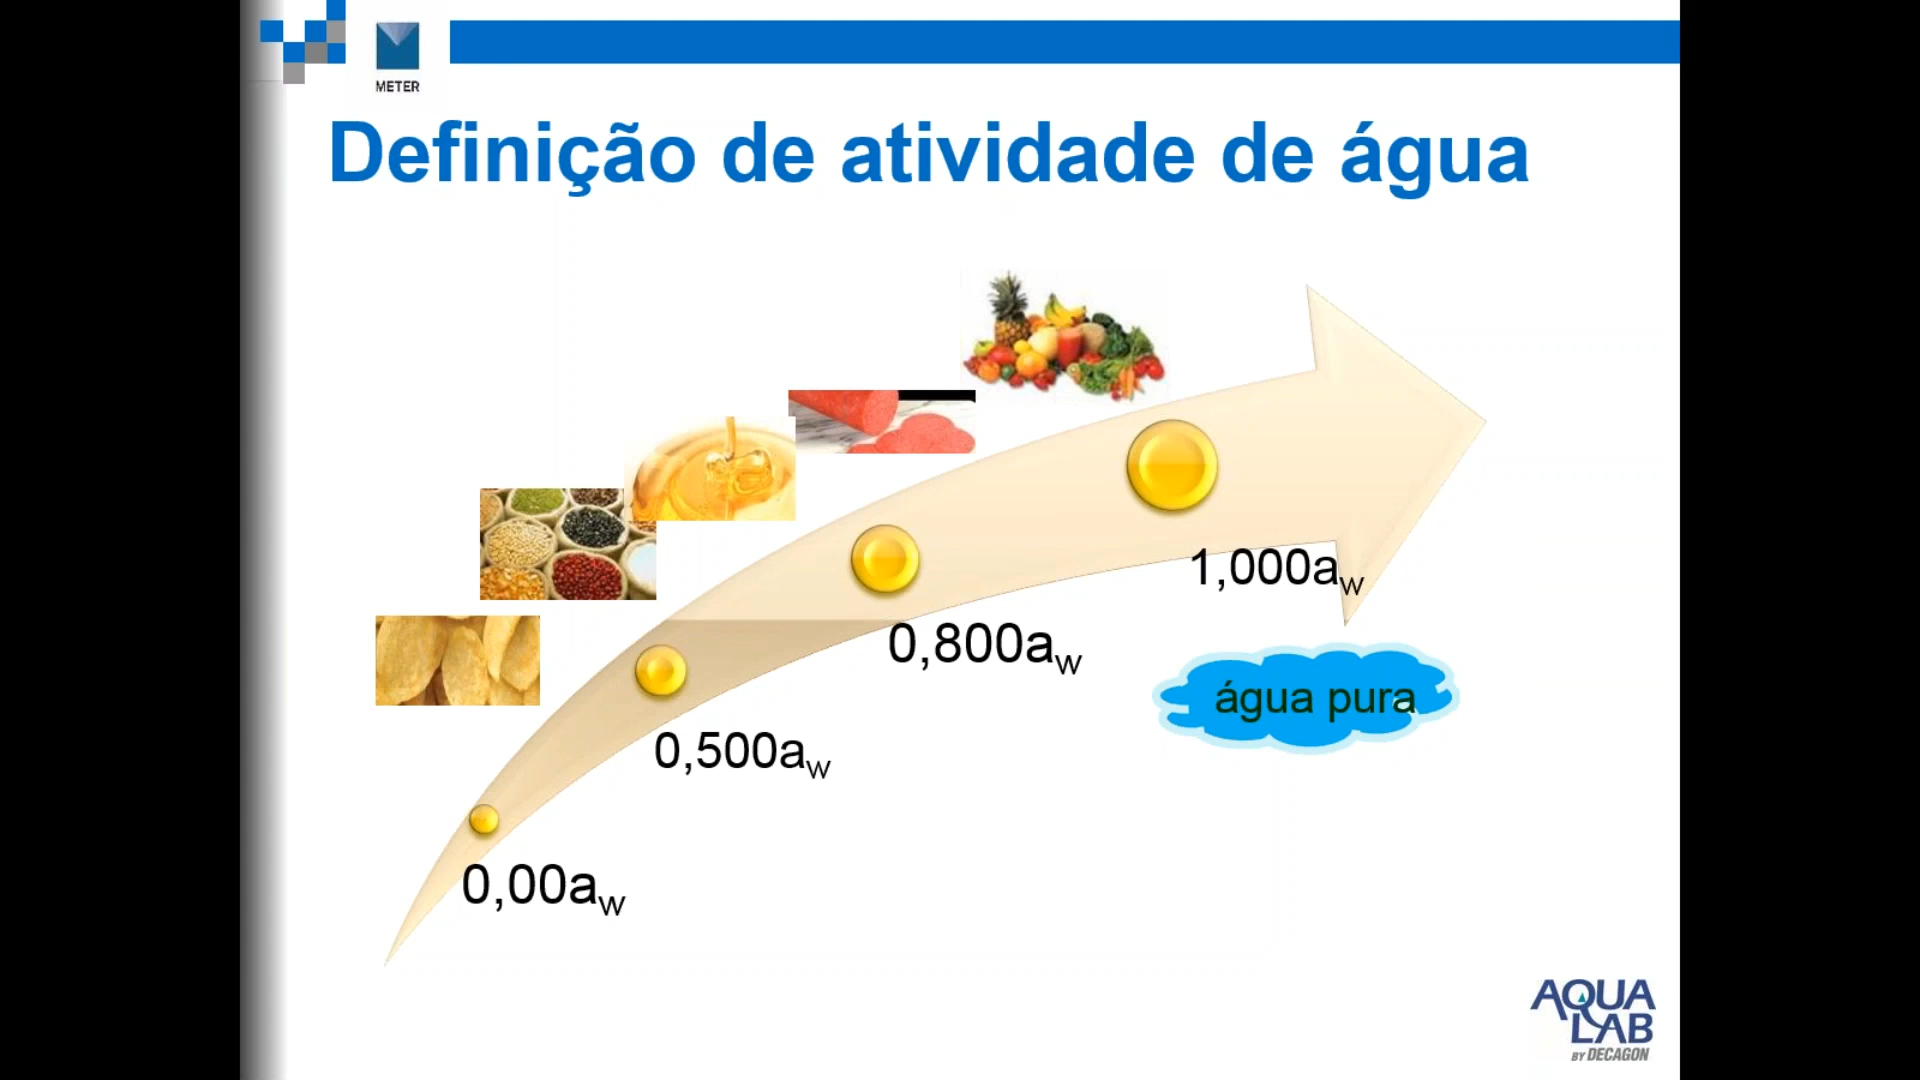 METER
Definição de atividade de água
1,000aw
0,800aw
água pura
0,500aw
0,00aw
AQUA
LAB
BY DECAGON